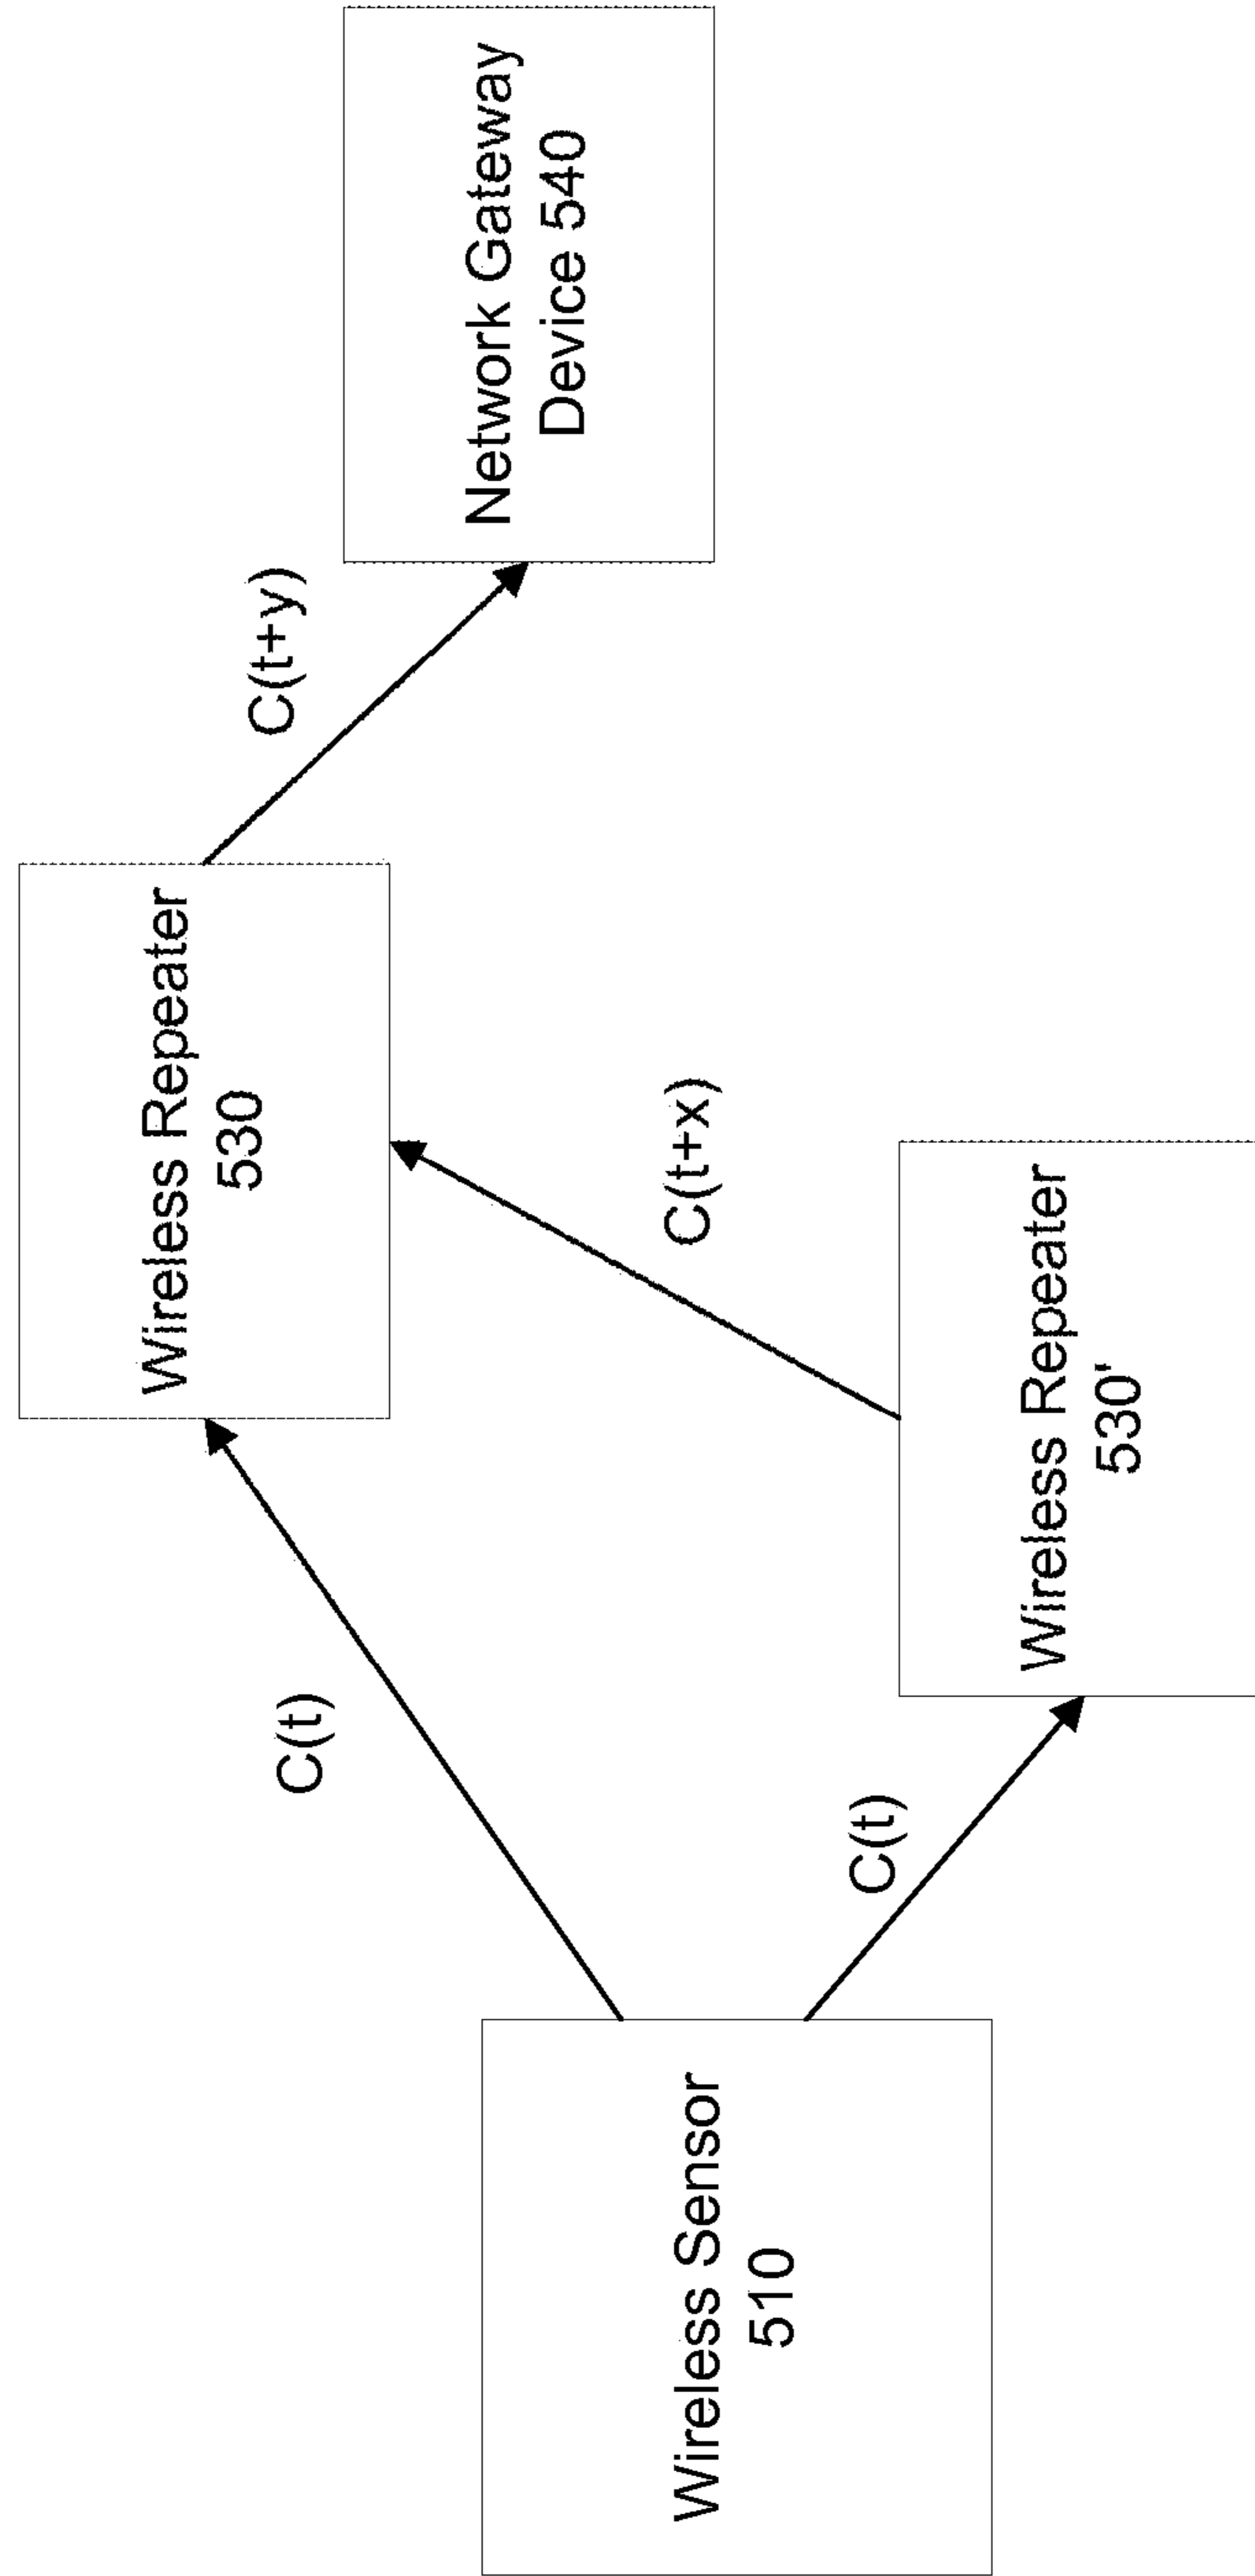 Wireless Sensor
510
C(t)
C(t)
Wireless Repeater
530
Wireless Repeater
530'
C(t+x)
C(t+y)
Network Gateway
Device 540